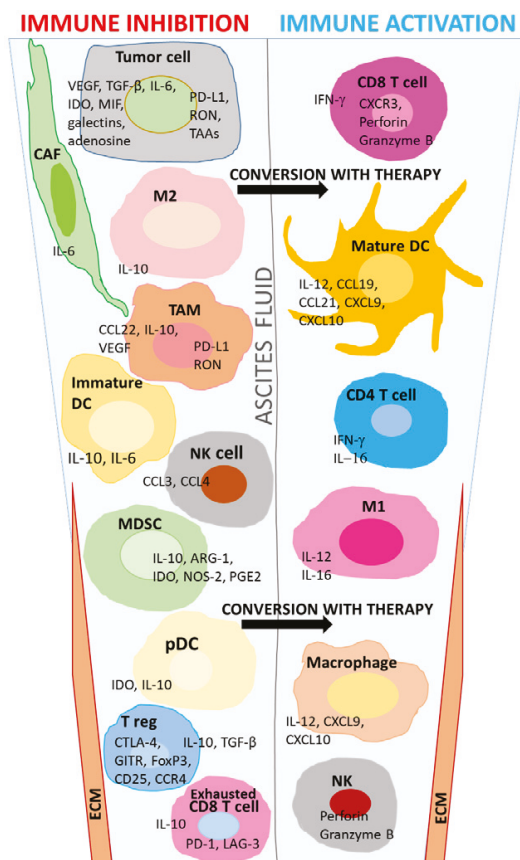 IMMUNE INHIBITION
IMMUNE ACTIVATION
Tumor cell
VEGF, TGF-β, IL-6,
IDO, MIF,
galectins,
adenosine
PD-L1,
RON,
TAAs
CAF
IL-6
M2
IL-10
TAM
CCL22, IL-10,
VEGF
PD-L1
RON
Immature
DC
IL-10, IL-6
NK cell
CCL3, CCL4
MDSC
IL-10, ARG-1,
IDO, NOS-2, PGE2
pDC
IDO, IL-10
T reg
CTLA-4,
GITR, FoxP3,
CD25, CCR4
IL-10, TGF-β
Exhausted
CD8 T cell
IL-10
PD-1, LAG-3
ECM
ASCITES FLUID
CONVERSION WITH THERAPY
CONVERSION WITH THERAPY
CD8 T cell
IFN-γ
CXCR3,
Perforin
Granzyme B
Mature DC
IL-12, CCL19,
CCL21, CXCL9,
CXCL10
CD4 T cell
IFN-γ
IL-16
M1
IL-12
IL-16
Macrophage
IL-12, CXCL9,
CXCL10
NK
Perforin
Granzyme B
ECM